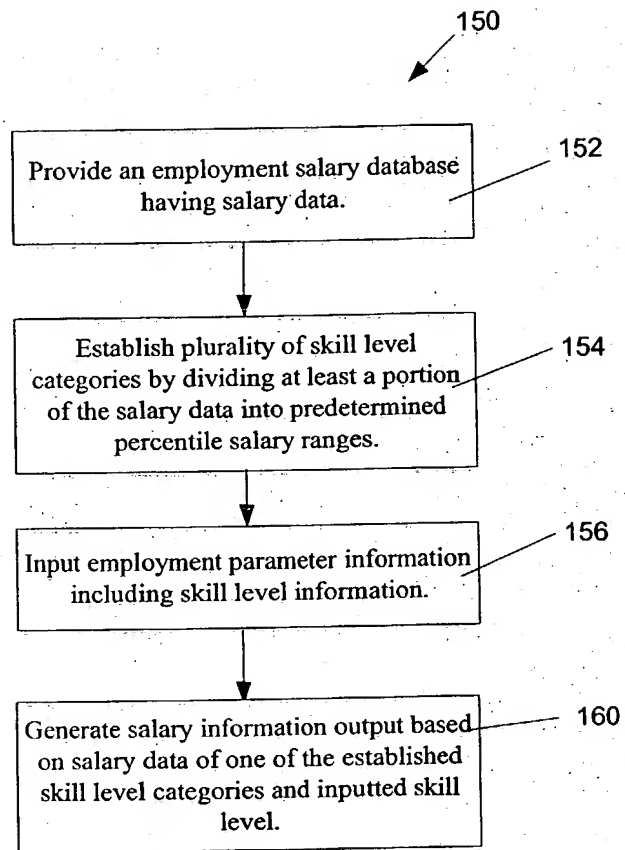 150
Provide an employment salary database
having salary data.
152
Establish plurality of skill level
categories by dividing at least a portion
of the salary data into predetermined
percentile salary ranges.
154
Input employment parameter information
including skill level information.
156
Generate salary information output based
on salary data of one of the established
skill level categories and inputted skill
level.
160